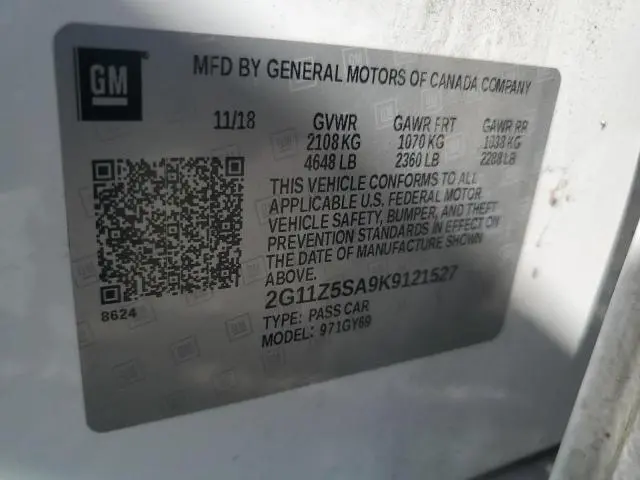 GM
MFD BY GENERAL MOTORS OF CANADA COMPANY
11/18 GVWR GAWR FRT GAWR RR
2108 KG 1070 KG 1038 KG
4648 LB 2360 LB 2288 LB
THIS VEHICLE CONFORMS TO ALL
APPLICABLE U.S. FEDERAL MOTOR
VEHICLE SAFETY, BUMPER, AND THEFT
PREVENTION STANDARDS IN EFFECT ON
THE DATE OF MANUFACTURE SHOWN
ABOVE.
8624
2G11Z5SA9K9121527
TYPE: PASS CAR
MODEL: 971GY69